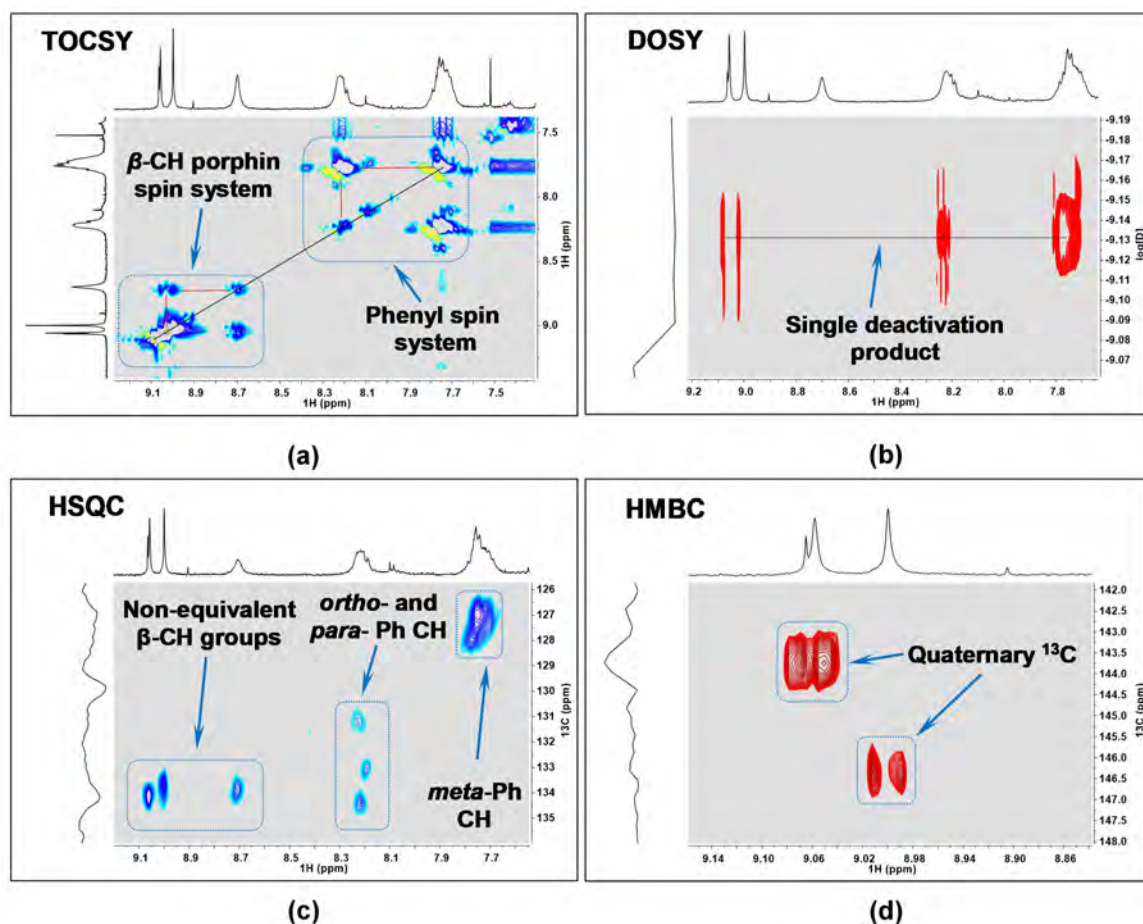 TOCSY
β-CH porphin
spin system
Phenyl spin
system
7.5
8.0
8.5
9.0
1H (ppm)
9.1 8.9 8.7 8.5 8.3 8.1 7.9 7.7 7.5
1H (ppm)
(a)
DOSY
Single deactivation
product
-9.19
-9.18
-9.17
-9.16
-9.15
-9.14
-9.13
-9.12
-9.11
-9.10
-9.09
-9.08
-9.07
log(D)
9.2 9.0 8.8 8.6 8.4 8.2 8.0 7.8
1H (ppm)
(b)
HSQC
Non-equivalent
β-CH groups
ortho- and
para- Ph CH
meta-Ph
CH
126
127
128
129
130
131
132
133
134
135
13C (ppm)
9.1 8.9 8.7 8.5 8.3 8.1 7.9 7.7
1H (ppm)
(c)
HMBC
Quaternary ¹³C
142.0
142.5
143.0
143.5
144.0
144.5
145.0
145.5
146.0
146.5
147.0
147.5
148.0
13C (ppm)
9.14 9.10 9.06 9.02 8.98 8.94 8.90 8.86
1H (ppm)
(d)